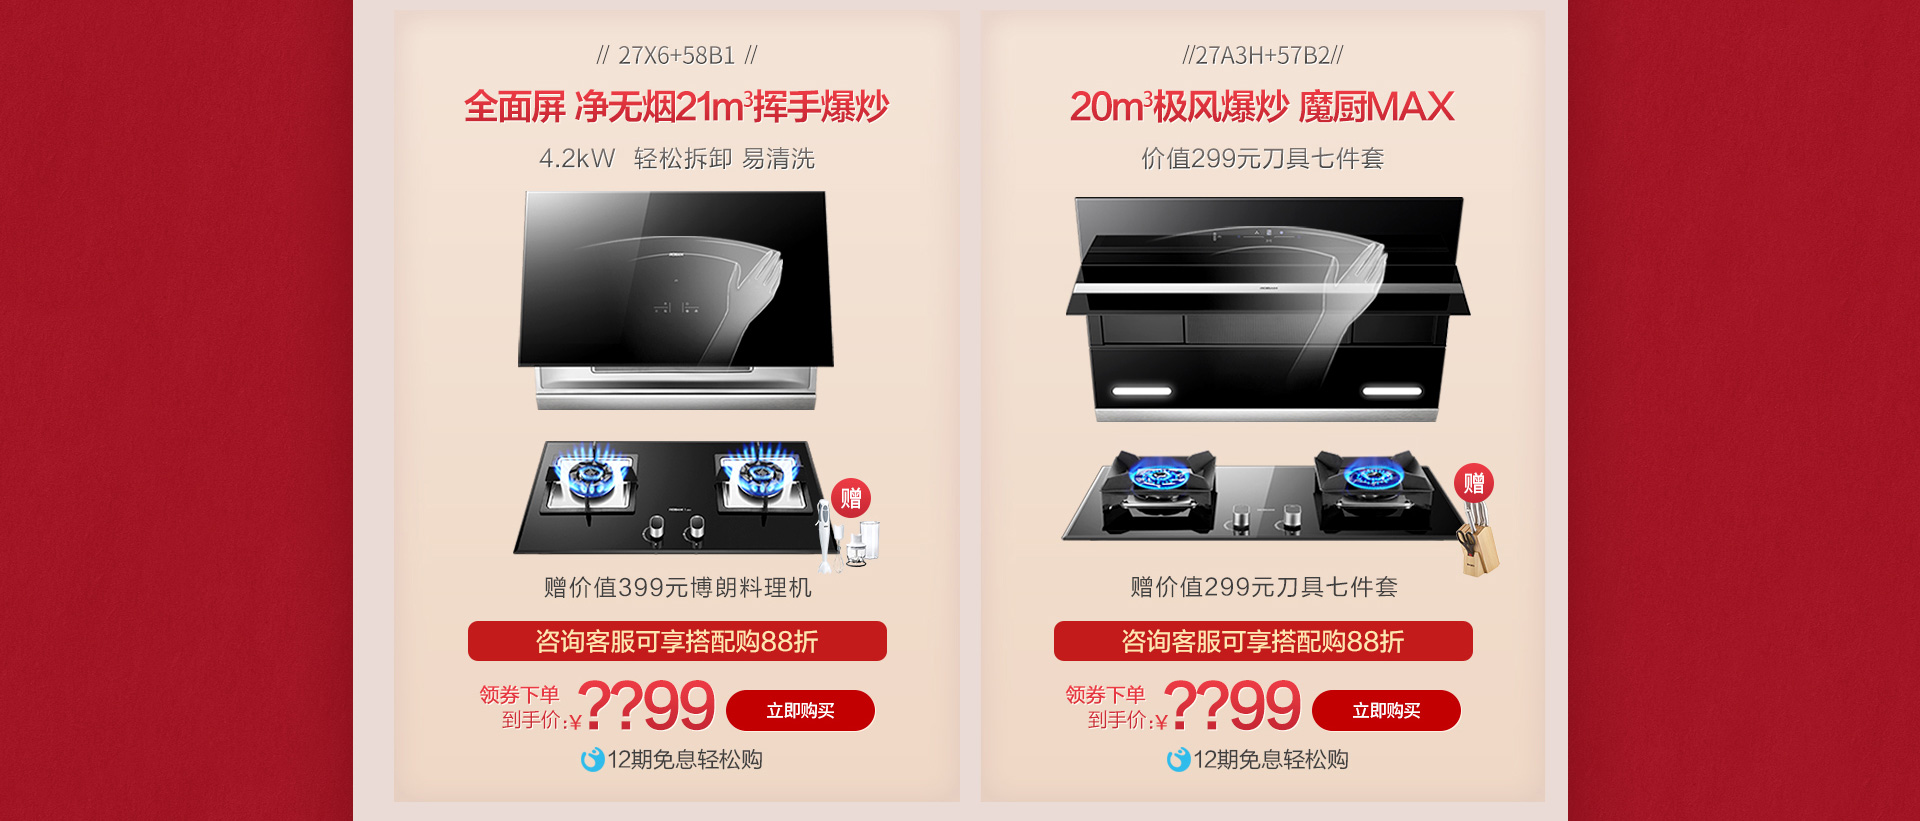 // 27X6+58B1 //
全面屏 净无烟21m³挥手爆炒
4.2kW 轻松拆卸 易清洗
赠
赠价值399元博朗料理机
咨询客服可享搭配购88折
领券下单
到手价:¥??99
立即购买
12期免息轻松购
//27A3H+57B2//
20m³极风爆炒 魔厨MAX
价值299元刀具七件套
赠
赠价值299元刀具七件套
咨询客服可享搭配购88折
领券下单
到手价:¥??99
立即购买
12期免息轻松购